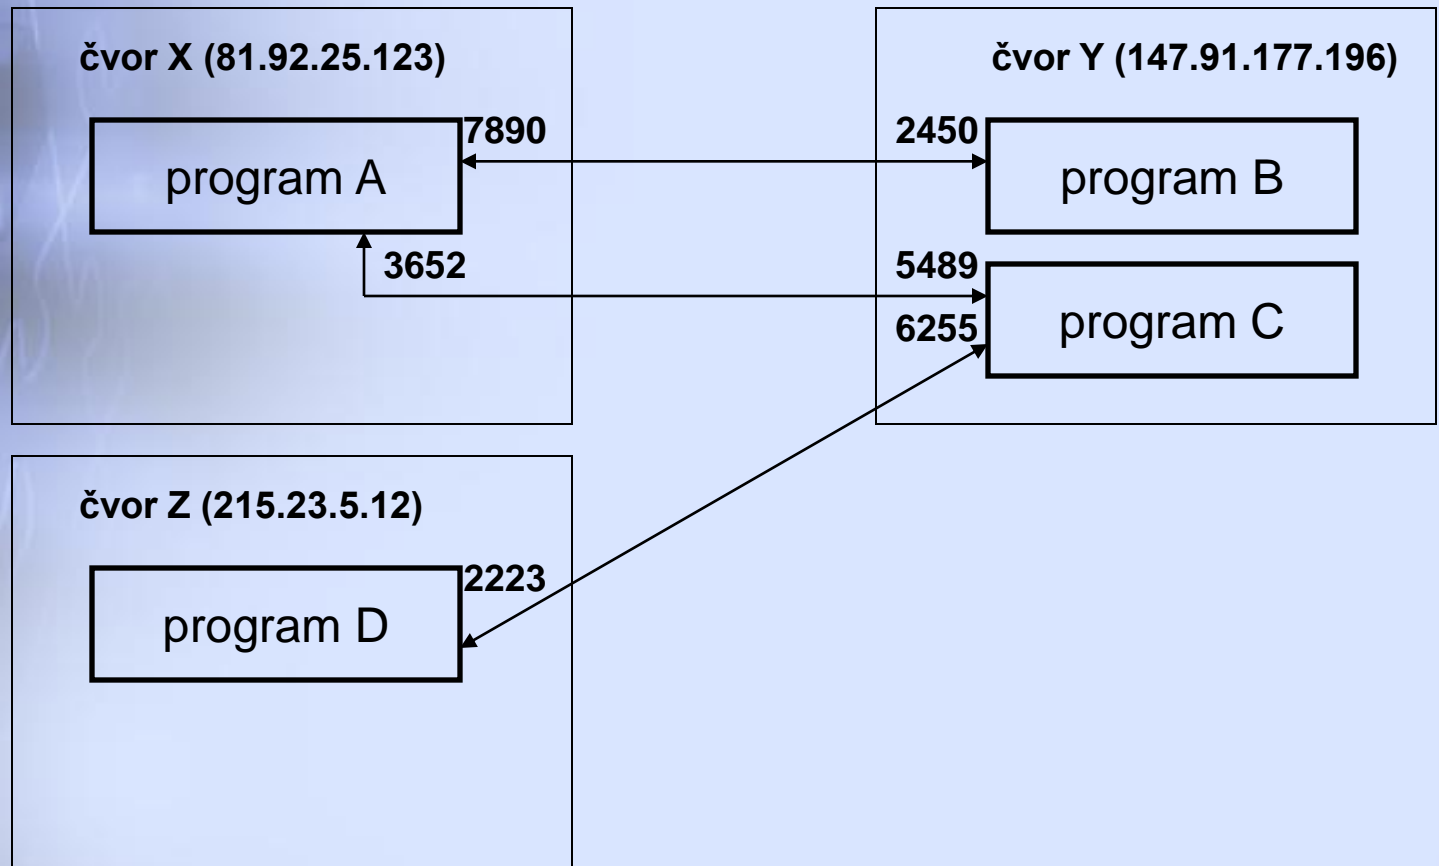 čvor X (81.92.25.123)
7890
program A
3652
čvor Y (147.91.177.196)
2450
program B
5489
6255
program C
čvor Z (215.23.5.12)
2223
program D